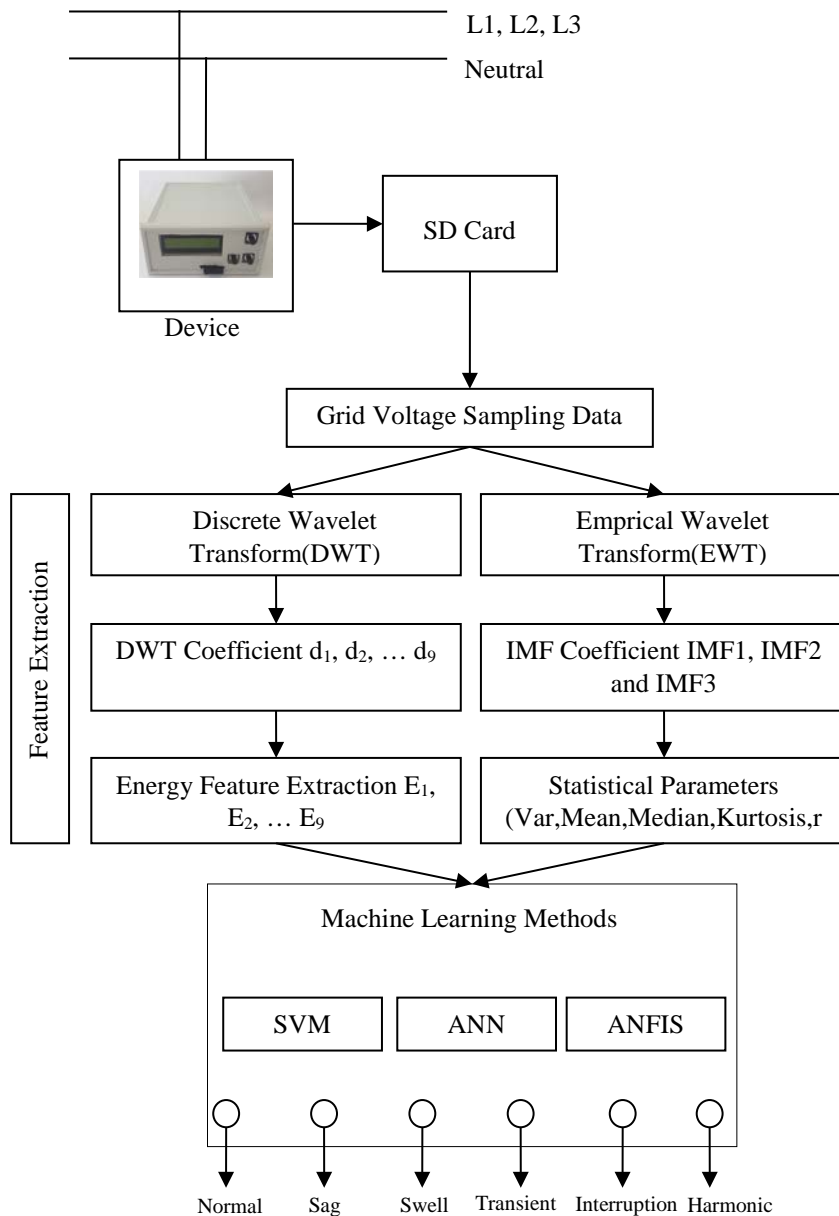 L1, L2, L3
Neutral
SD Card
Device
Grid Voltage Sampling Data
Feature Extraction
Discrete Wavelet
Transform(DWT)
Emprical Wavelet
Transform(EWT)
DWT Coefficient d₁, d₂, … d₉
IMF Coefficient IMF1, IMF2
and IMF3
Energy Feature Extraction E₁,
E₂, … E₉
Statistical Parameters
(Var,Mean,Median,Kurtosis,r
Machine Learning Methods
SVM
ANN
ANFIS
Normal
Sag
Swell
Transient
Interruption
Harmonic